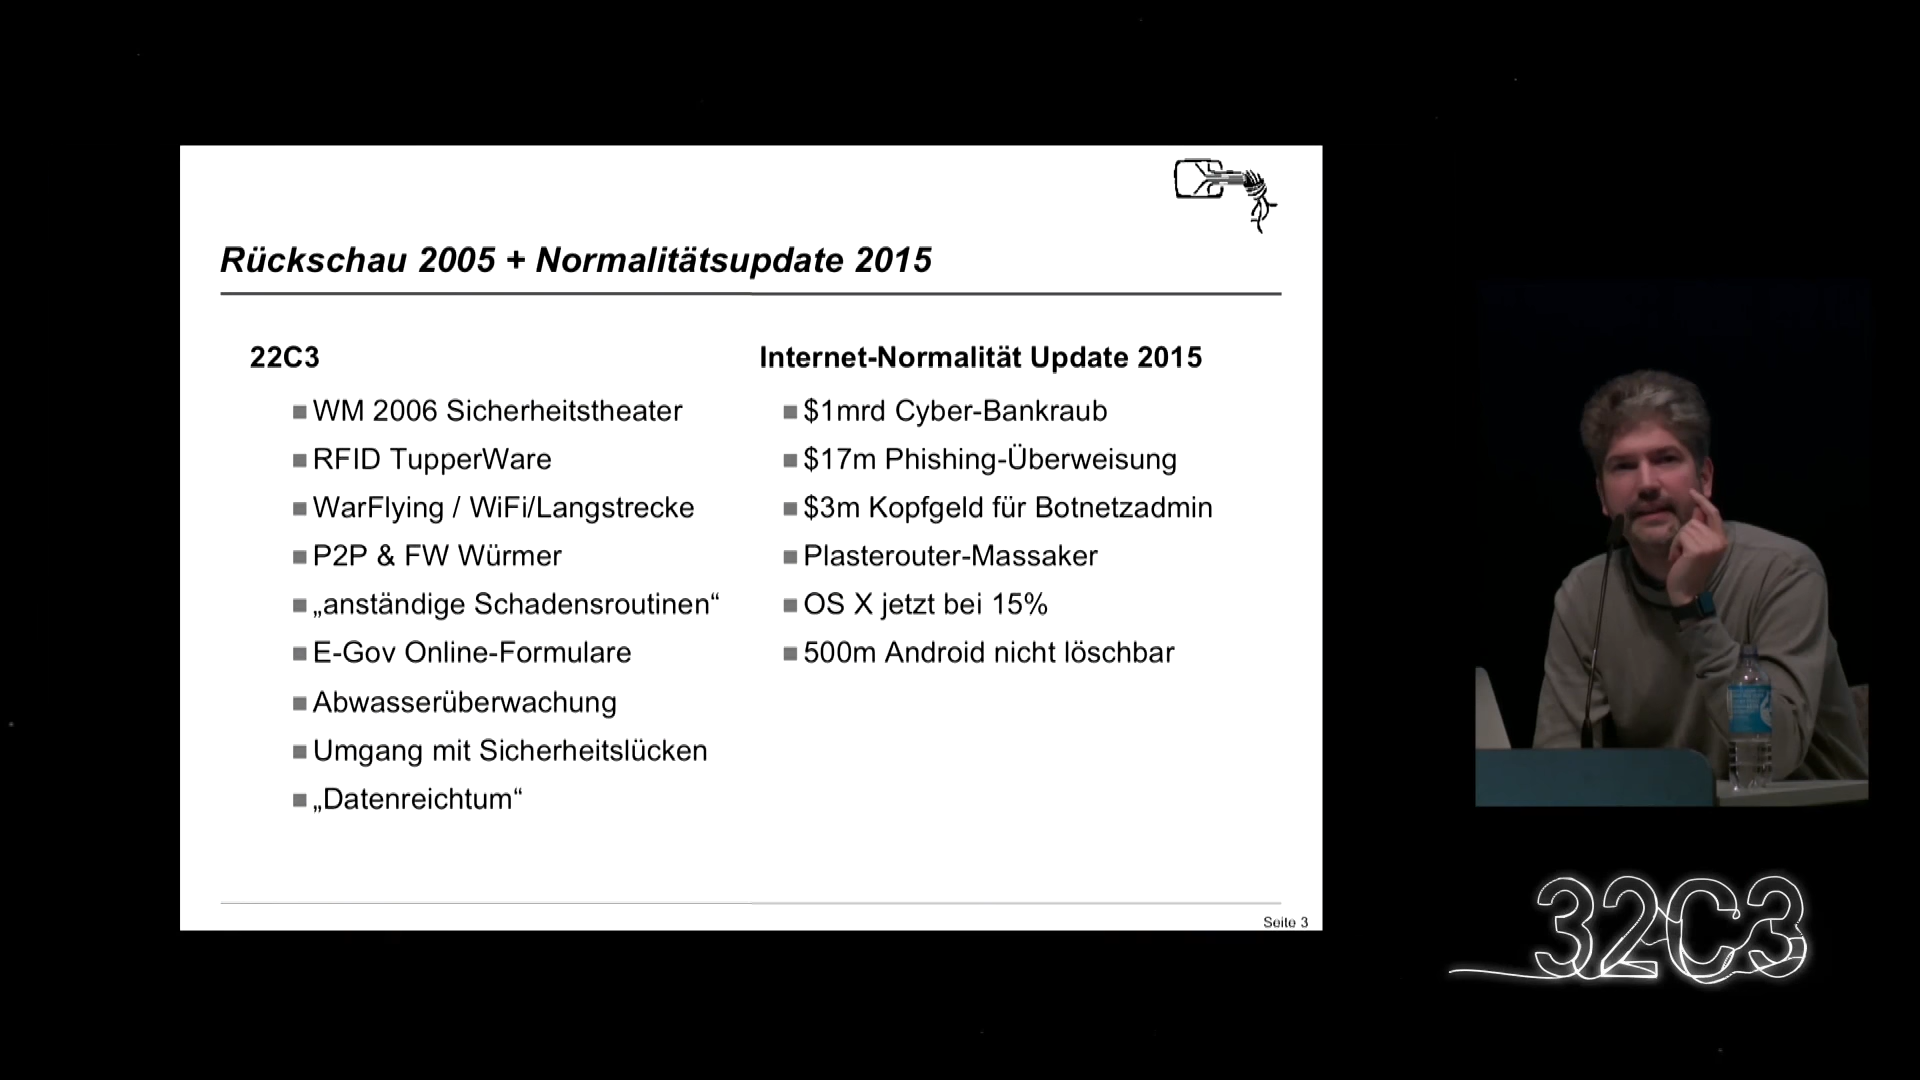 Rückschau 2005 + Normalitätsupdate 2015
22C3
WM 2006 Sicherheitstheater
RFID TupperWare
WarFlying / WiFi/Langstrecke
P2P & FW Würmer
„anständige Schadensroutinen“
E-Gov Online-Formulare
Abwasserüberwachung
Umgang mit Sicherheitslücken
„Datenreichtum“
Internet-Normalität Update 2015
$1mrd Cyber-Bankraub
$17m Phishing-Überweisung
$3m Kopfgeld für Botnetzadmin
Plasterouter-Massaker
OS X jetzt bei 15%
500m Android nicht löschbar
Seite 3
32C3